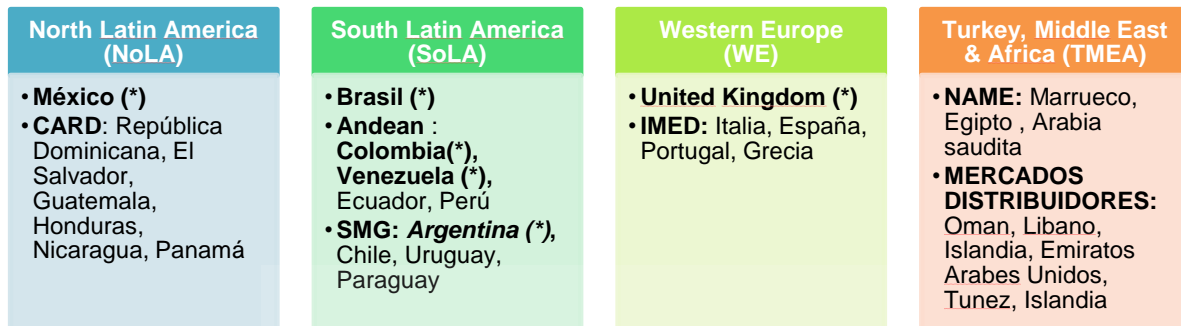 North Latin America
(NoLA)
• México (*)
• CARD: República
Dominicana, El
Salvador,
Guatemala,
Honduras,
Nicaragua, Panamá
South Latin America
(SoLA)
• Brasil (*)
• Andean :
Colombia(*),
Venezuela (*),
Ecuador, Perú
• SMG: Argentina (*),
Chile, Uruguay,
Paraguay
Western Europe
(WE)
• United Kingdom (*)
• IMED: Italia, España,
Portugal, Grecia
Turkey, Middle East
& Africa (TMEA)
• NAME: Marrueco,
Egipto , Arabia
saudita
• MERCADOS
DISTRIBUIDORES:
Oman, Libano,
Islandia, Emiratos
Arabes Unidos,
Tunez, Islandia